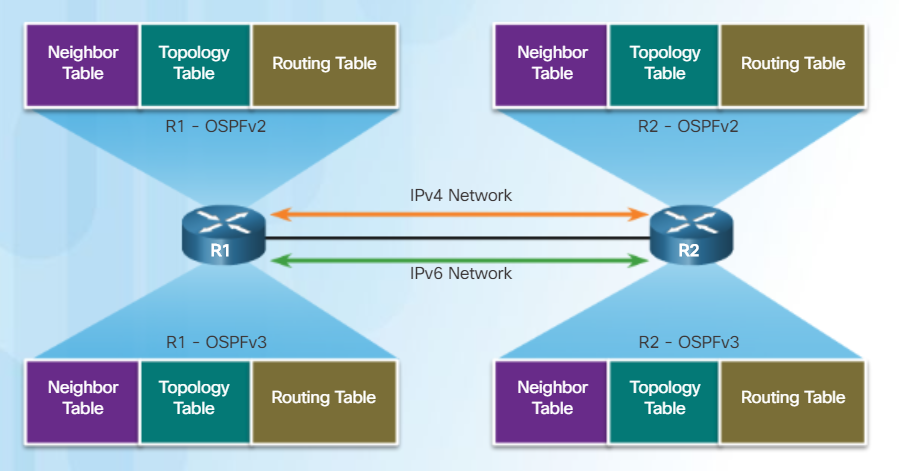 Neighbor
Table
Topology
Table
Routing Table
Neighbor
Table
Topology
Table
Routing Table
R1 - OSPFv2
R2 - OSPFv2
IPv4 Network
R1
R2
IPv6 Network
R1 - OSPFv3
R2 - OSPFv3
Neighbor
Table
Topology
Table
Routing Table
Neighbor
Table
Topology
Table
Routing Table